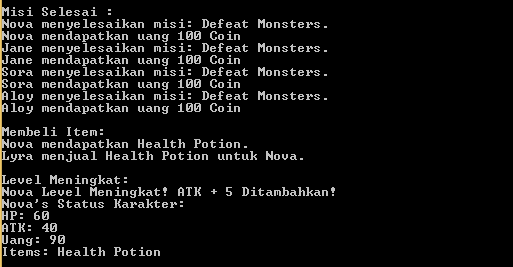 Misi Selesai :
Nova menyelesaikan misi: Defeat Monsters.
Nova mendapatkan uang 100 Coin
Jane menyelesaikan misi: Defeat Monsters.
Jane mendapatkan uang 100 Coin
Sora menyelesaikan misi: Defeat Monsters.
Sora mendapatkan uang 100 Coin
Aloy menyelesaikan misi: Defeat Monsters.
Aloy mendapatkan uang 100 Coin
Membeli Item:
Nova mendapatkan Health Potion.
Lyra menjual Health Potion untuk Nova.
Level Meningkat:
Nova Level Meningkat! ATK + 5 Ditambahkan!
Nova's Status Karakter:
HP: 60
ATK: 40
Uang: 90
Items: Health Potion